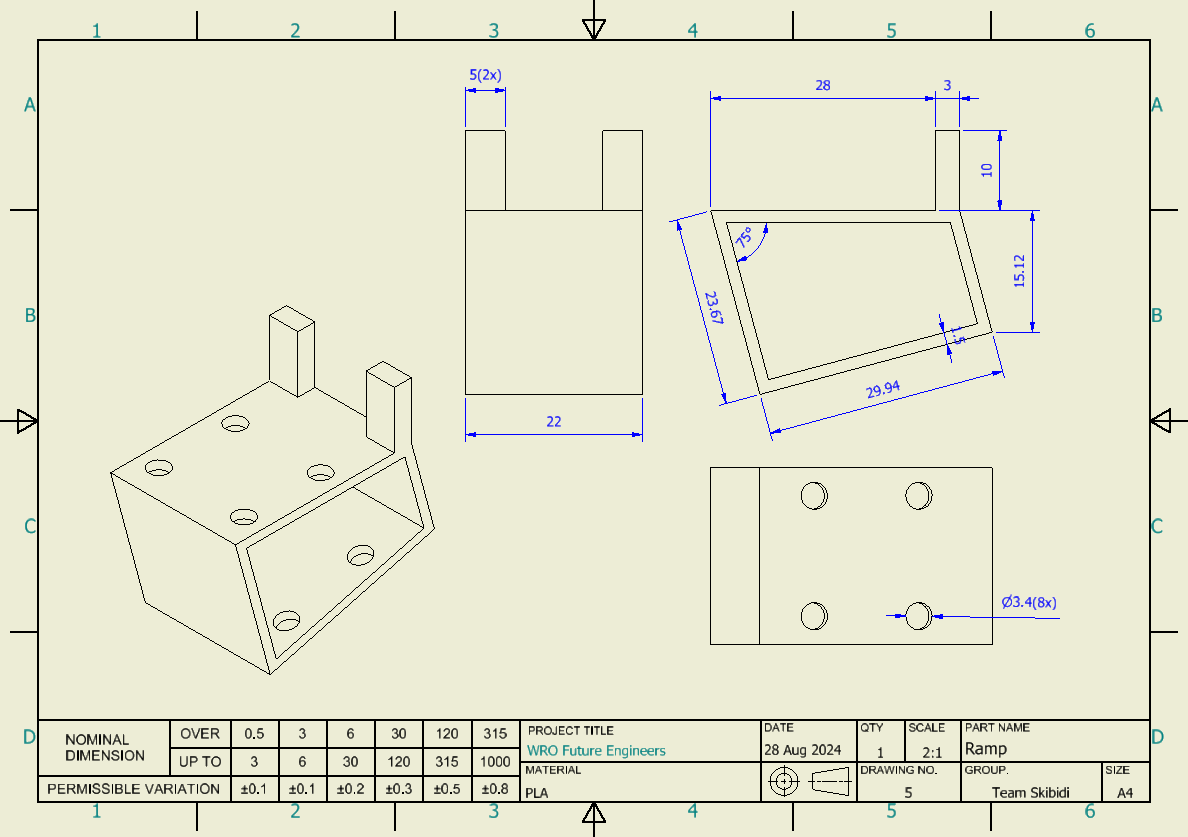 1 2 3 4 5 6
A A
B B
C C
D D
5(2x)
28
3
10
75°
15.12
23.67
1.5
29.94
22
Ø3.4(8x)
NOMINAL
DIMENSION
OVER 0.5 3 6 30 120 315
UP TO 3 6 30 120 315 1000
PERMISSIBLE VARIATION ±0.1 ±0.1 ±0.2 ±0.3 ±0.5 ±0.8
PROJECT TITLE
WRO Future Engineers
MATERIAL
PLA
DATE
28 Aug 2024
QTY
1
SCALE
2:1
PART NAME
Ramp
DRAWING NO.
5
GROUP.
Team Skibidi
SIZE
A4
1 2 3 4 5 6